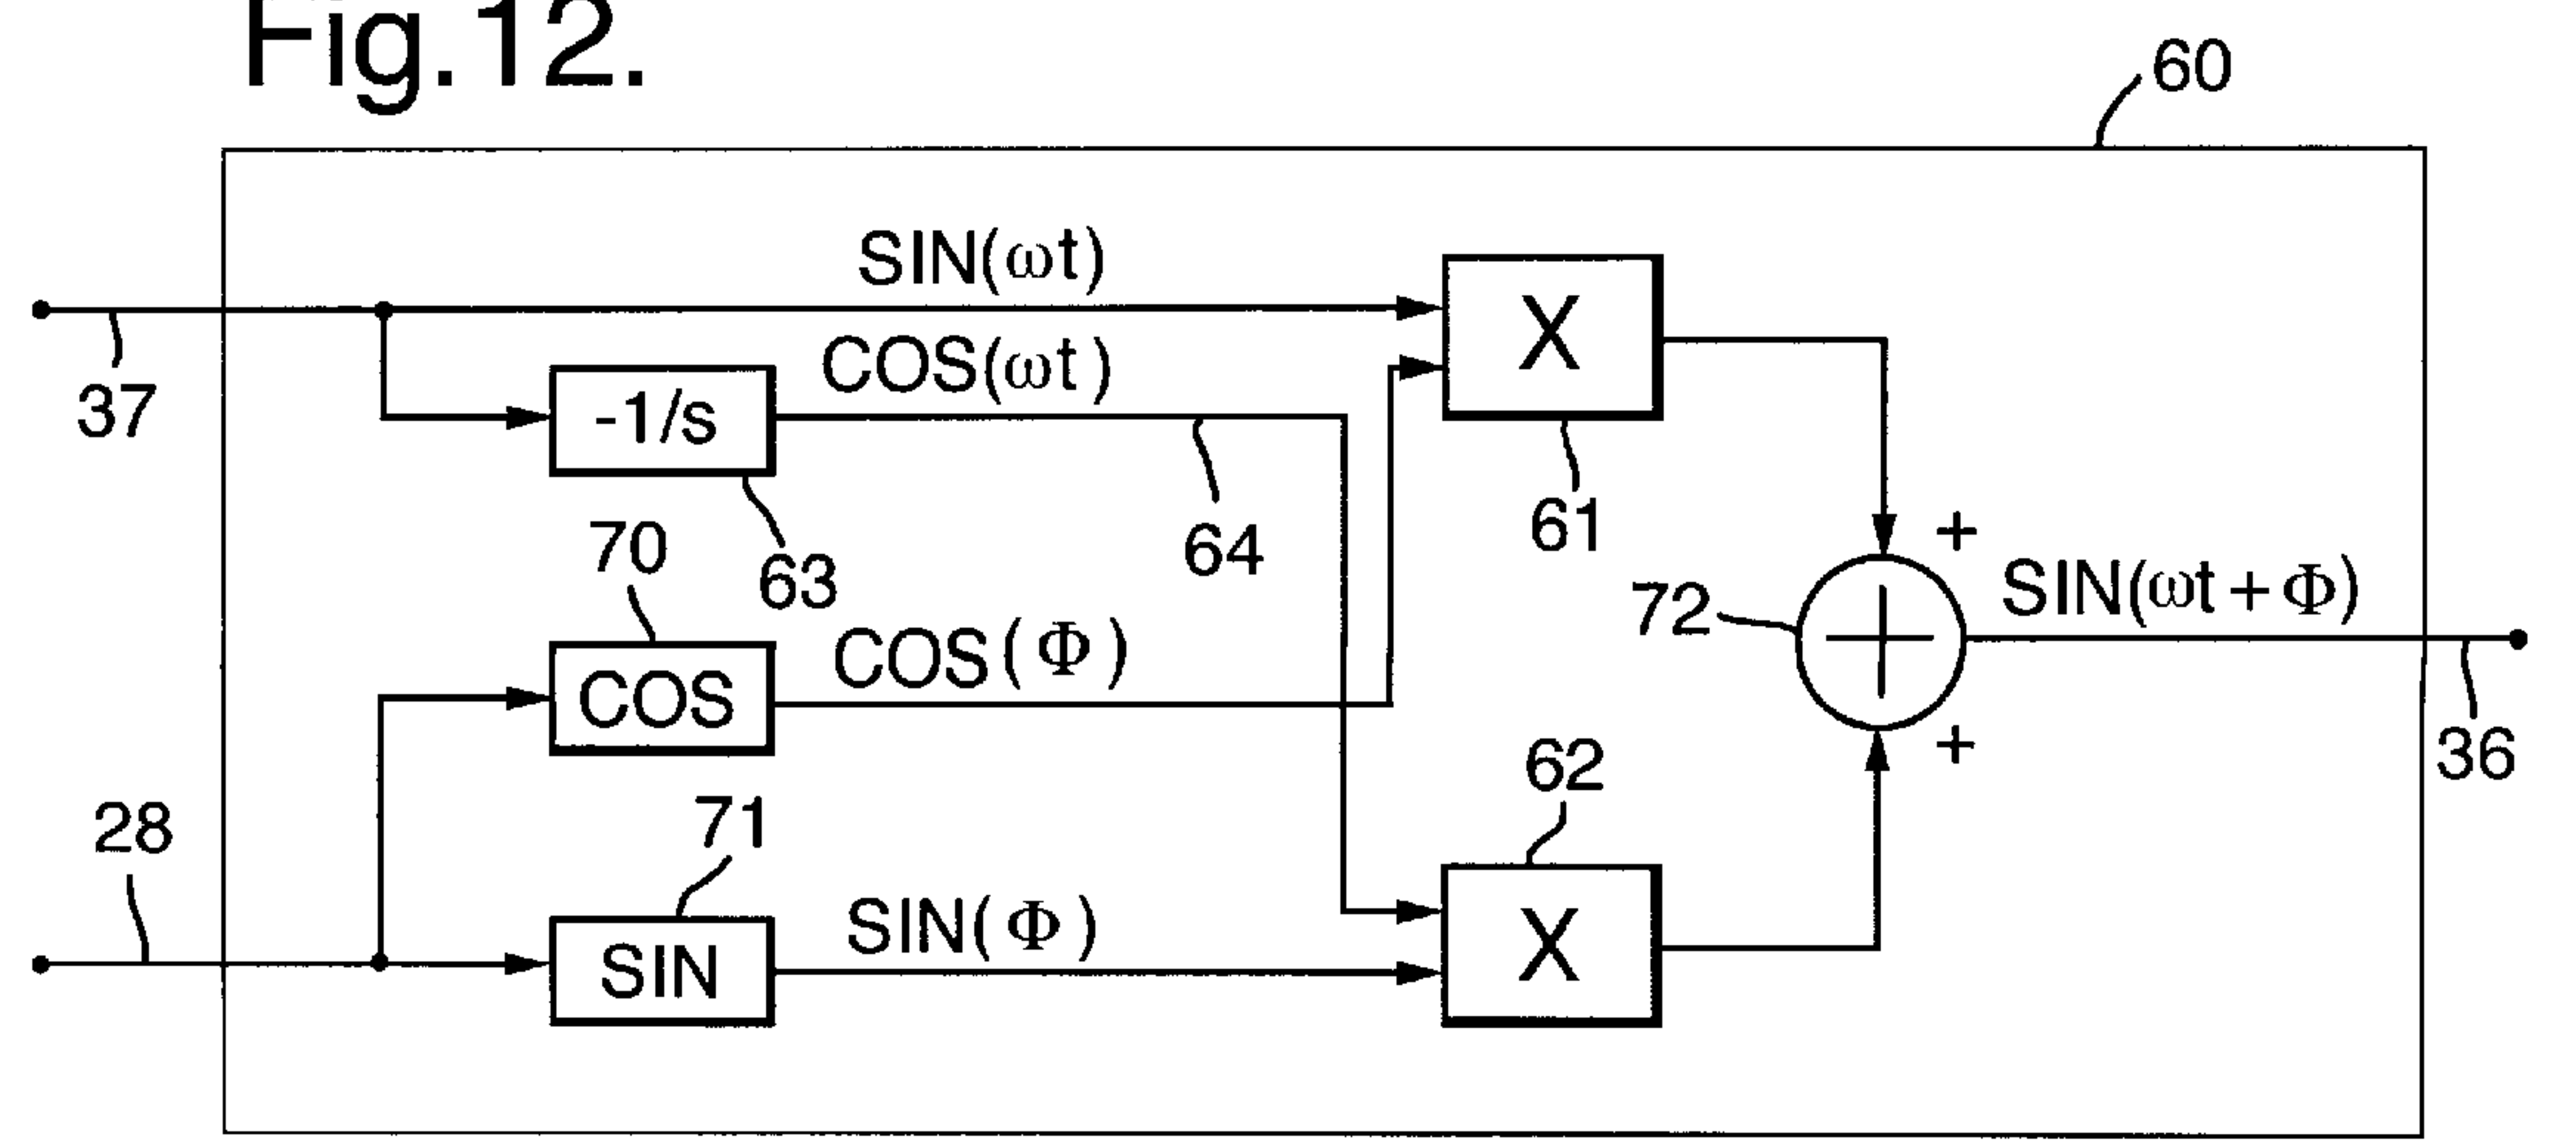 Fig.12.
60
SIN(ωt)
X
COS(ωt)
37
-1/s
61
70
63
64
+
72
SIN(ωt + Φ)
COS(Φ)
COS
+
36
62
28
71
SIN(Φ)
SIN
X